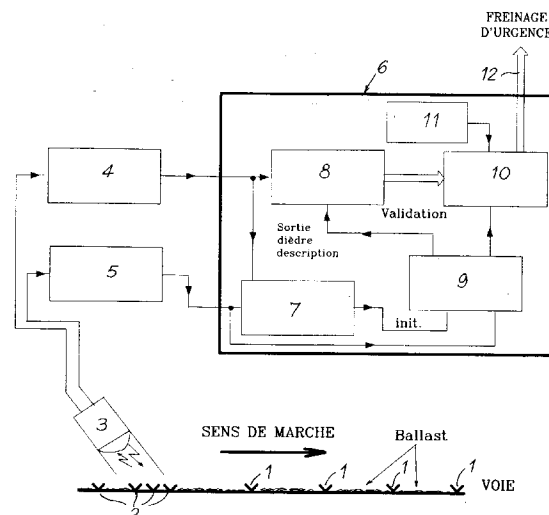 FREINAGE
D'URGENCE
12
6
11
4
8
10
Validation
Sortie
dièdre
description
5
7
9
init.
3
SENS DE MARCHE
Ballast
1 1 1 1
VOIE
2